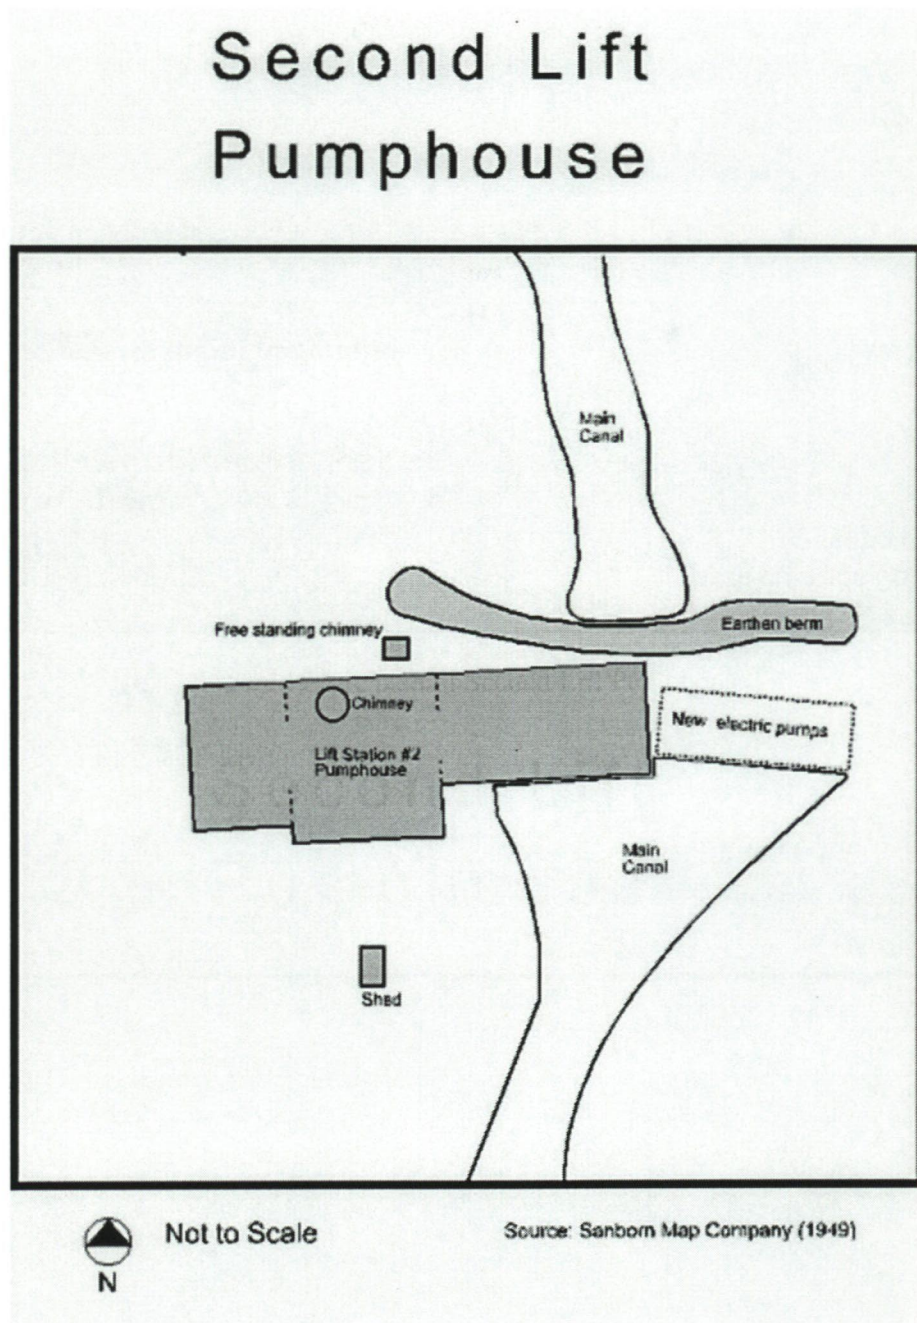 Second Lift
Pumphouse
Main
Canal
Earthen berm
Free standing chimney
Chimney
New electric pumps
Lift Station #2
Pumphouse
Main
Canal
Shed
Not to Scale
Source: Sanborn Map Company (1949)
N